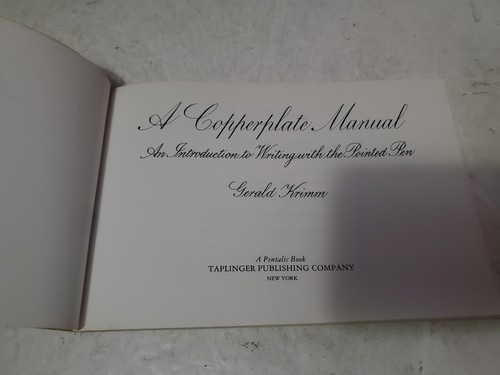 A Copperplate Manual
An Introduction to Writing with the Pointed Pen
Gerald Krimm
A Pentalic Book
TAPLINGER PUBLISHING COMPANY
NEW YORK